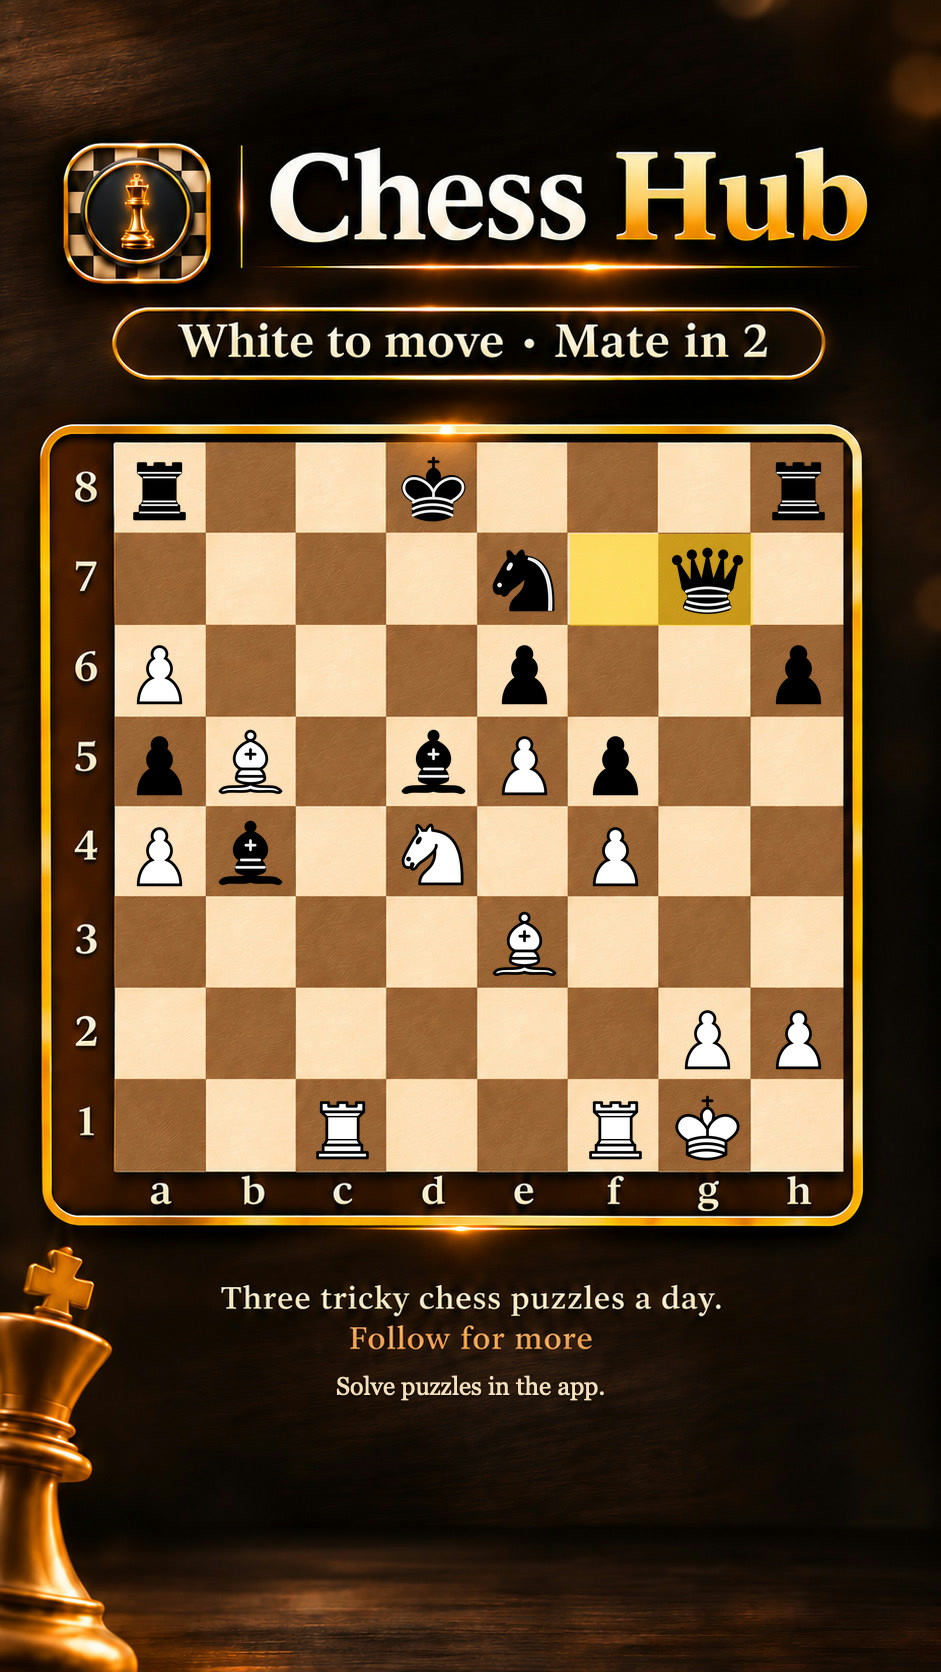 Chess Hub
White to move • Mate in 2
8
7
6
5
4
3
2
1
a b c d e f g h
Three tricky chess puzzles a day.
Follow for more
Solve puzzles in the app.